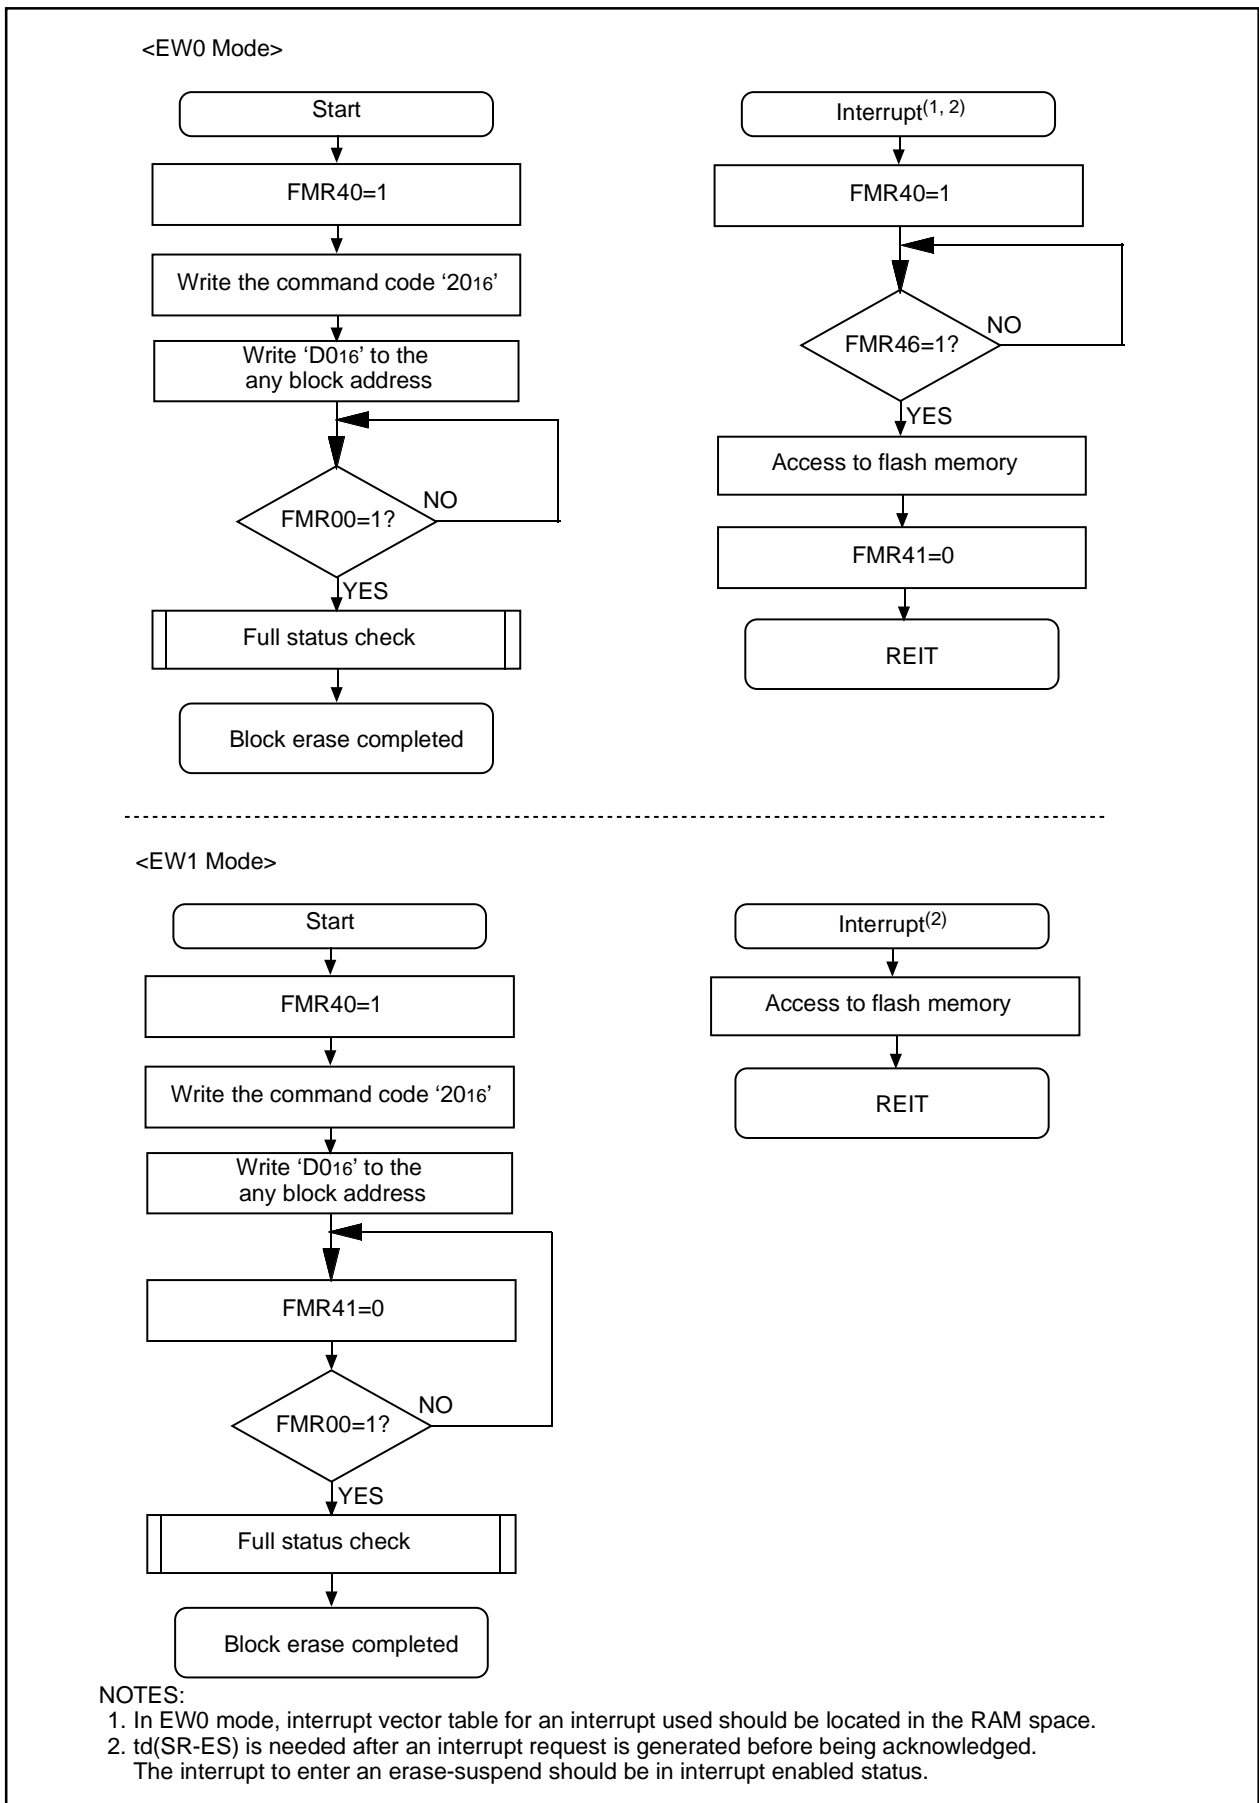 <EW0 Mode>
Start
FMR40=1
Write the command code ‘2016’
Write ‘D016’ to the
any block address
FMR00=1?
NO
YES
Full status check
Block erase completed
Interrupt(1, 2)
FMR40=1
FMR46=1?
NO
YES
Access to flash memory
FMR41=0
REIT
<EW1 Mode>
Start
FMR40=1
Write the command code ‘2016’
Write ‘D016’ to the
any block address
FMR41=0
FMR00=1?
NO
YES
Full status check
Block erase completed
Interrupt(2)
Access to flash memory
REIT
NOTES:
1. In EW0 mode, interrupt vector table for an interrupt used should be located in the RAM space.
2. td(SR-ES) is needed after an interrupt request is generated before being acknowledged.
The interrupt to enter an erase-suspend should be in interrupt enabled status.